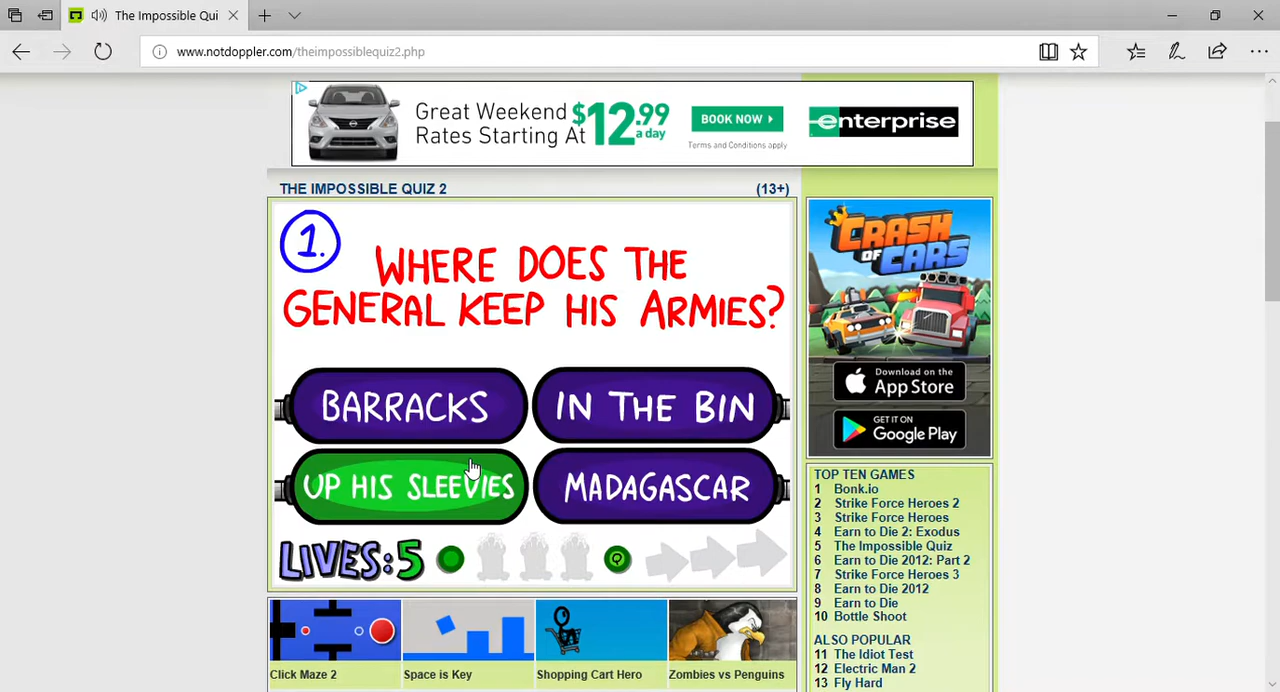 The Impossible Qui
www.notdoppler.com/theimpossiblequiz2.php
Great Weekend
Rates Starting At
$12.99
a day
BOOK NOW
Terms and Conditions apply
enterprise
THE IMPOSSIBLE QUIZ 2
(13+)
1.
WHERE DOES THE
GENERAL KEEP HIS ARMIES?
BARRACKS
IN THE BIN
UP HIS SLEEVIES
MADAGASCAR
LIVES:5
Q
CRASH
OF
CARS
Download on the
App Store
GET IT ON
Google Play
TOP TEN GAMES
1 Bonk.io
2 Strike Force Heroes 2
3 Strike Force Heroes
4 Earn to Die 2: Exodus
5 The Impossible Quiz
6 Earn to Die 2012: Part 2
7 Strike Force Heroes 3
8 Earn to Die 2012
9 Earn to Die
10 Bottle Shoot
ALSO POPULAR
11 The Idiot Test
12 Electric Man 2
13 Fly Hard
Click Maze 2
Space is Key
Shopping Cart Hero
Zombies vs Penguins